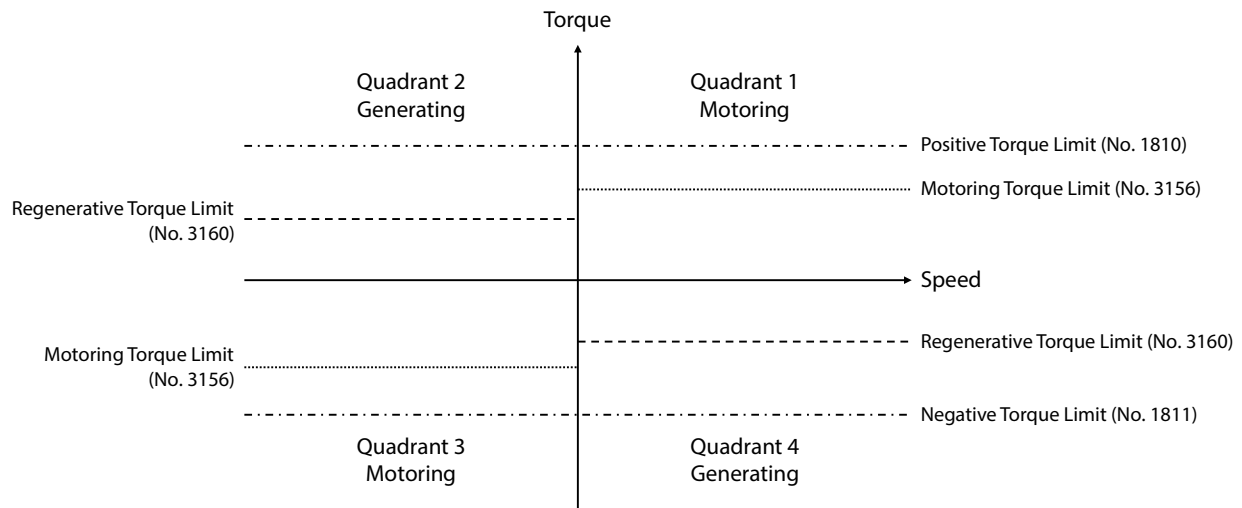 Torque
Quadrant 2
Generating
Quadrant 1
Motoring
Positive Torque Limit (No. 1810)
Motoring Torque Limit (No. 3156)
Regenerative Torque Limit
(No. 3160)
Speed
Regenerative Torque Limit (No. 3160)
Motoring Torque Limit
(No. 3156)
Negative Torque Limit (No. 1811)
Quadrant 3
Motoring
Quadrant 4
Generating